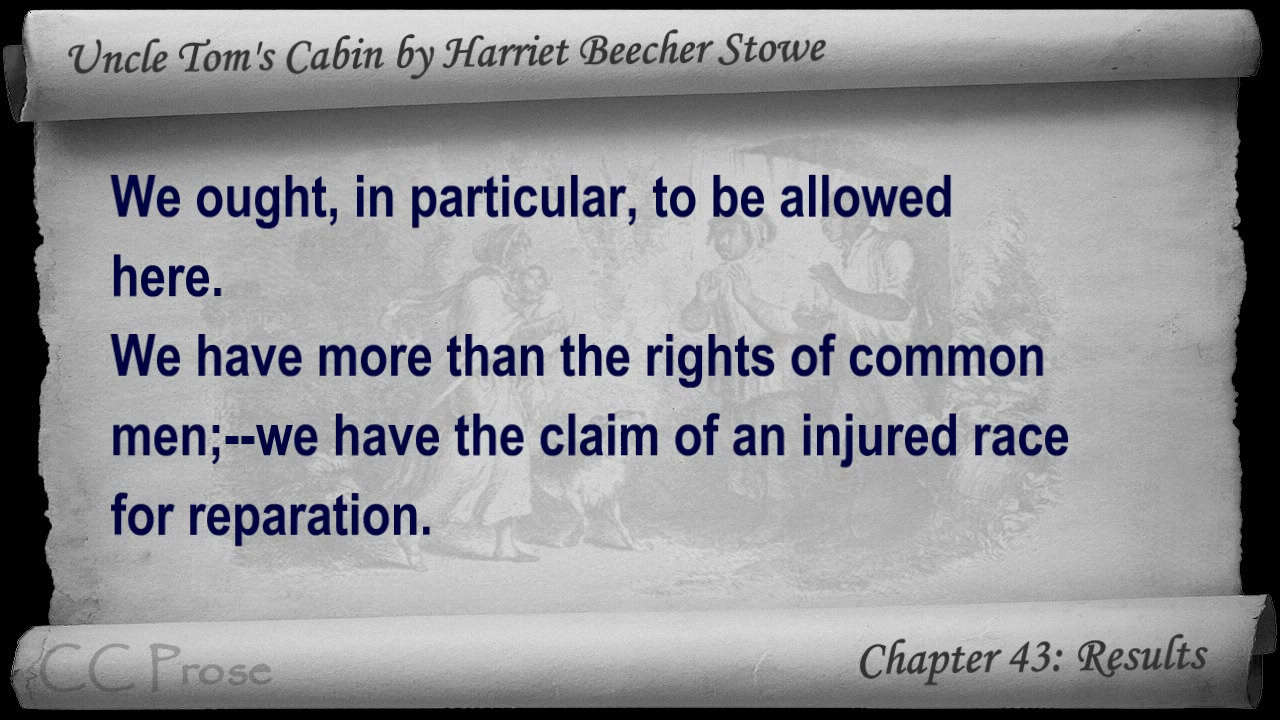 Uncle Tom's Cabin by Harriet Beecher Stowe
We ought, in particular, to be allowed
here.
We have more than the rights of common
men;--we have the claim of an injured race
for reparation.
CC Prose
Chapter 43: Results